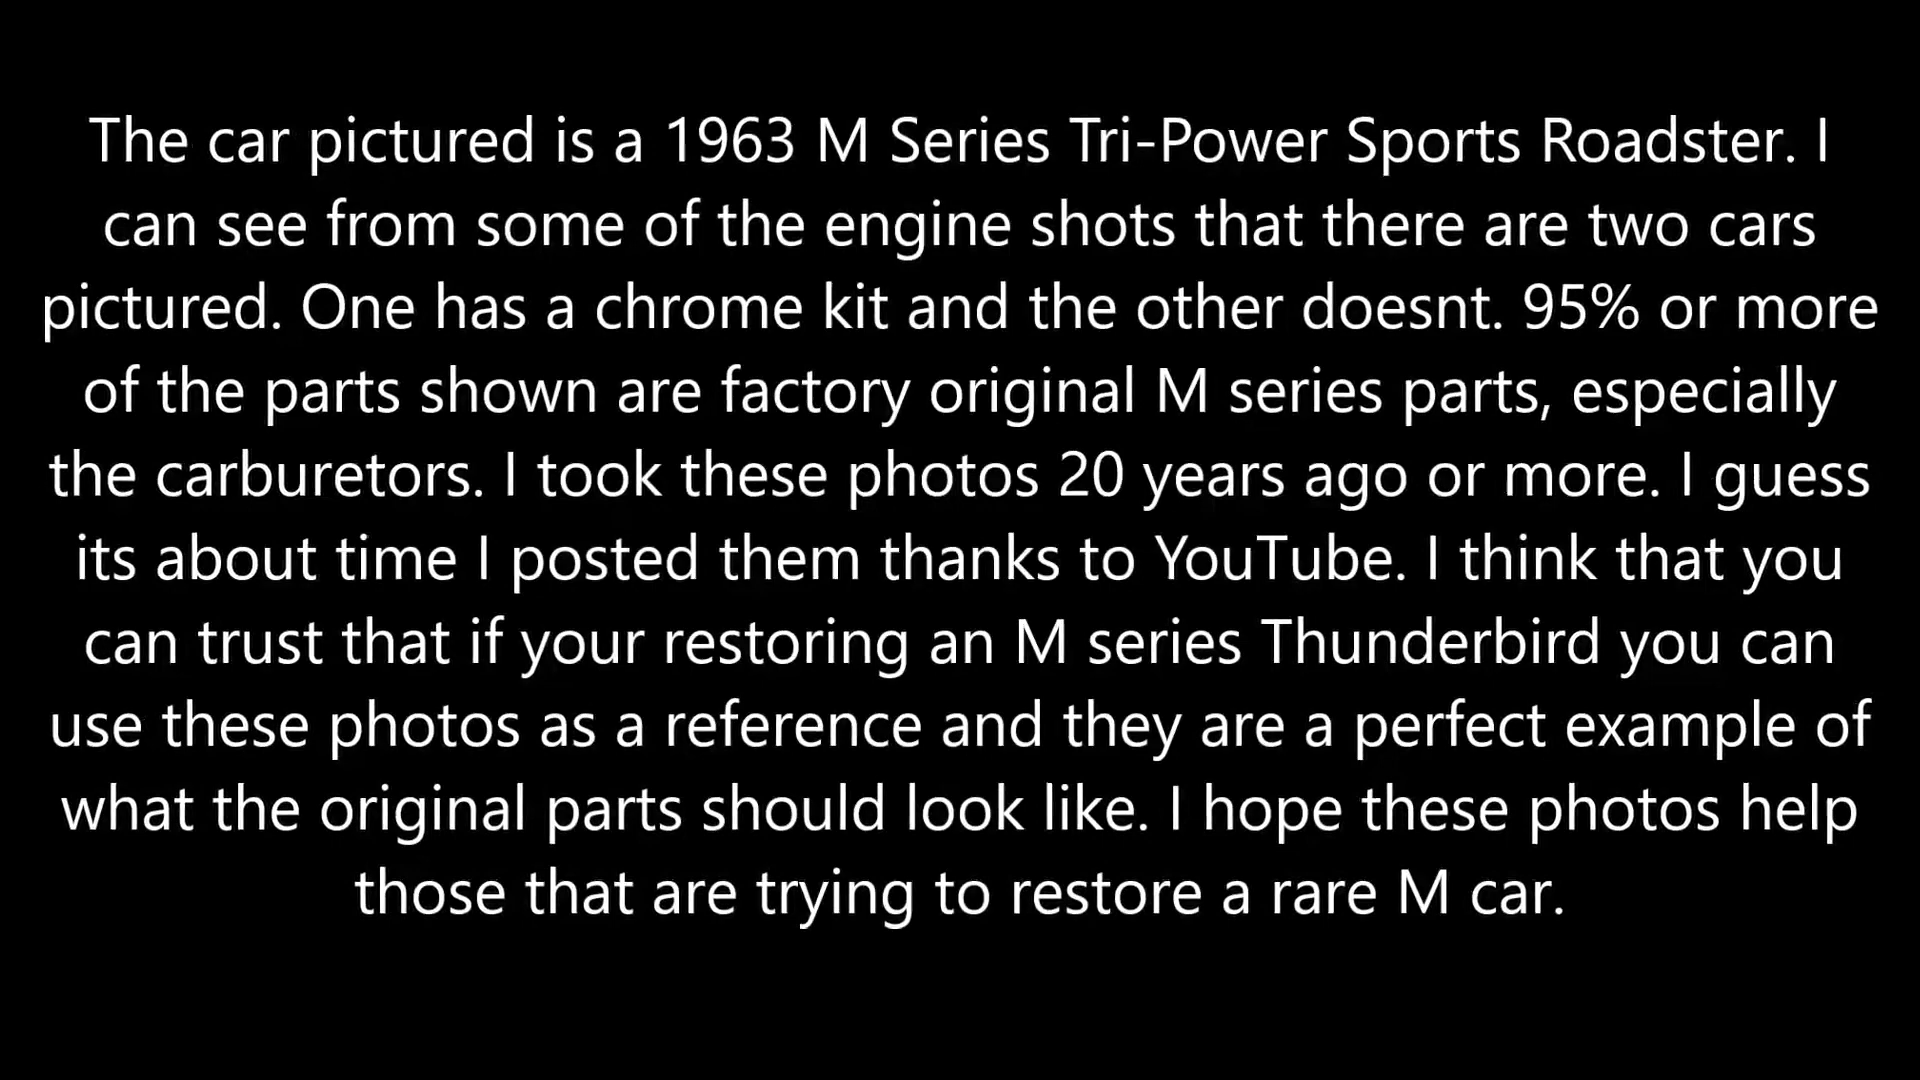 The car pictured is a 1963 M Series Tri-Power Sports Roadster. I
can see from some of the engine shots that there are two cars
pictured. One has a chrome kit and the other doesnt. 95% or more
of the parts shown are factory original M series parts, especially
the carburetors. I took these photos 20 years ago or more. I guess
its about time I posted them thanks to YouTube. I think that you
can trust that if your restoring an M series Thunderbird you can
use these photos as a reference and they are a perfect example of
what the original parts should look like. I hope these photos help
those that are trying to restore a rare M car.